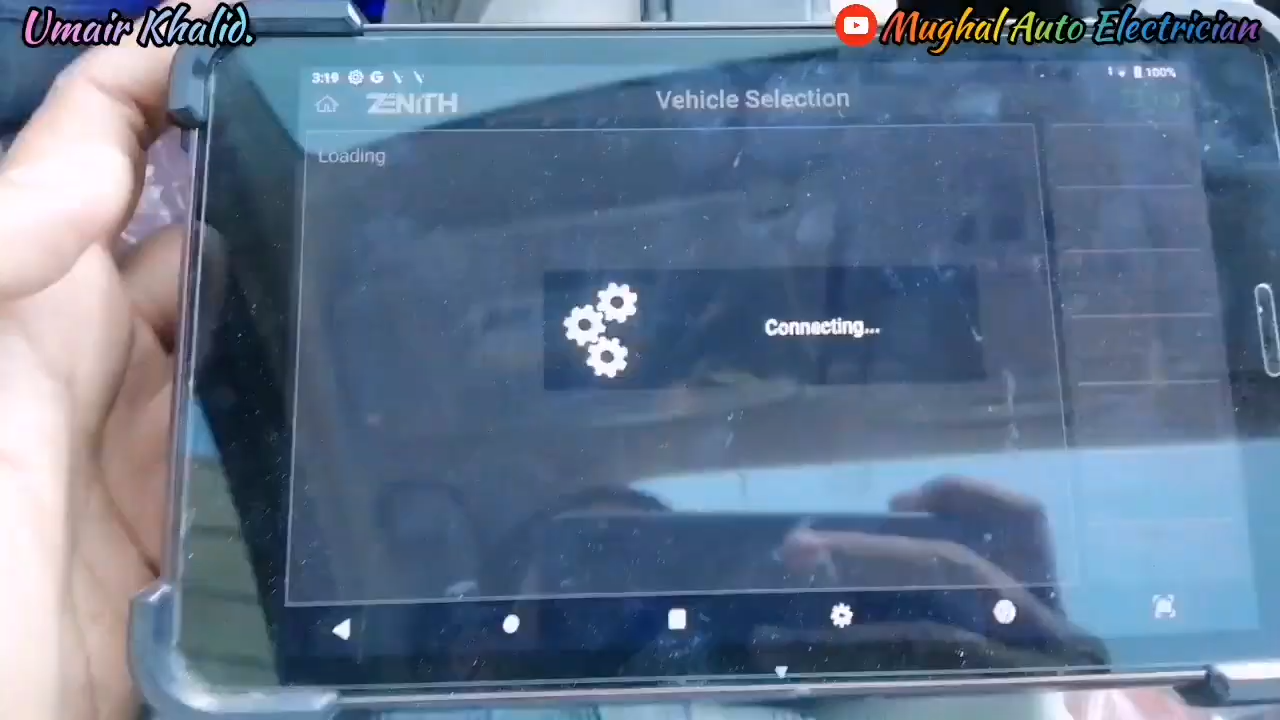 Umair Khalid.
Mughal Auto Electrician
3:19
100%
ZENITH
Vehicle Selection
Loading
Connecting...